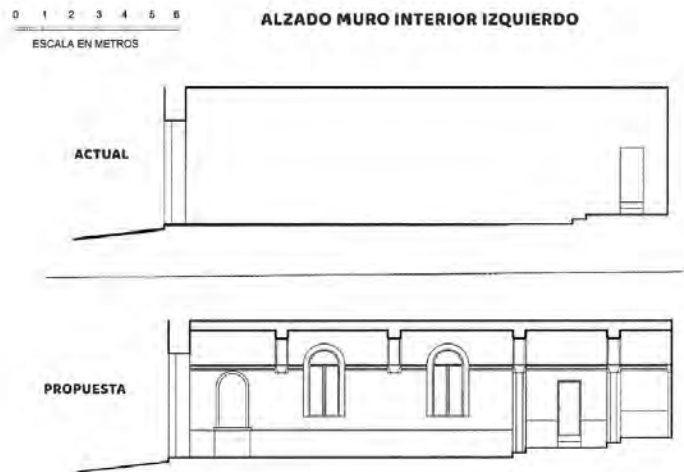 0 1 2 3 4 5 6
ESCALA EN METROS
ALZADO MURO INTERIOR IZQUIERDO
ACTUAL
PROPUESTA